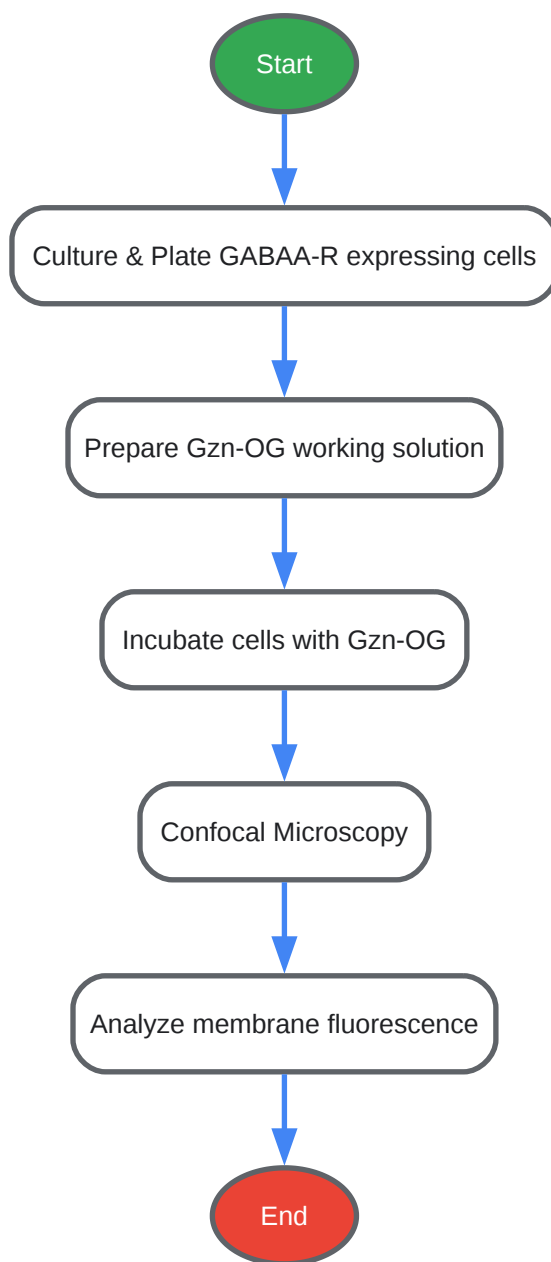 Start
Culture & Plate GABAA-R expressing cells
Prepare Gzn-OG working solution
Incubate cells with Gzn-OG
Confocal Microscopy
Analyze membrane fluorescence
End